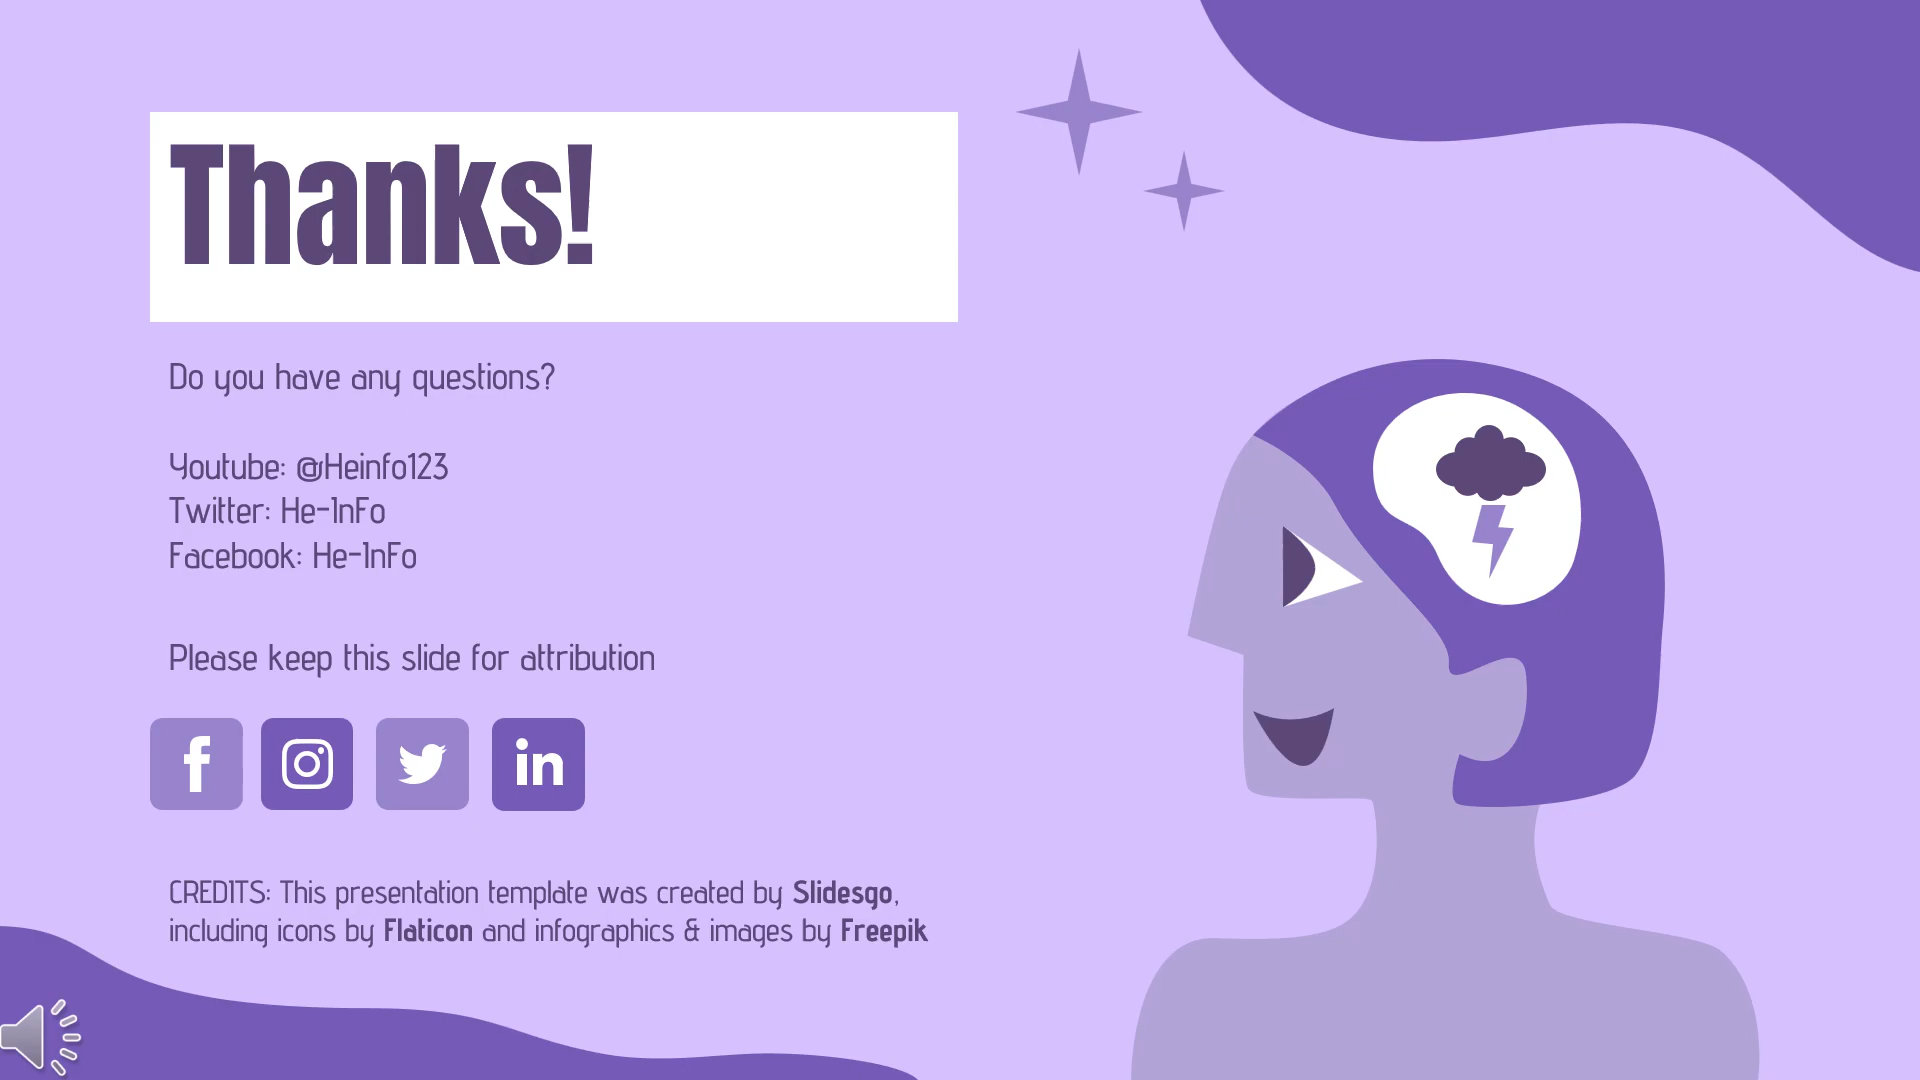 Thanks!
Do you have any questions?
Youtube: @Heinfo123
Twitter: He-InFo
Facebook: He-InFo
Please keep this slide for attribution
f
in
CREDITS: This presentation template was created by Slidesgo,
including icons by Flaticon and infographics & images by Freepik